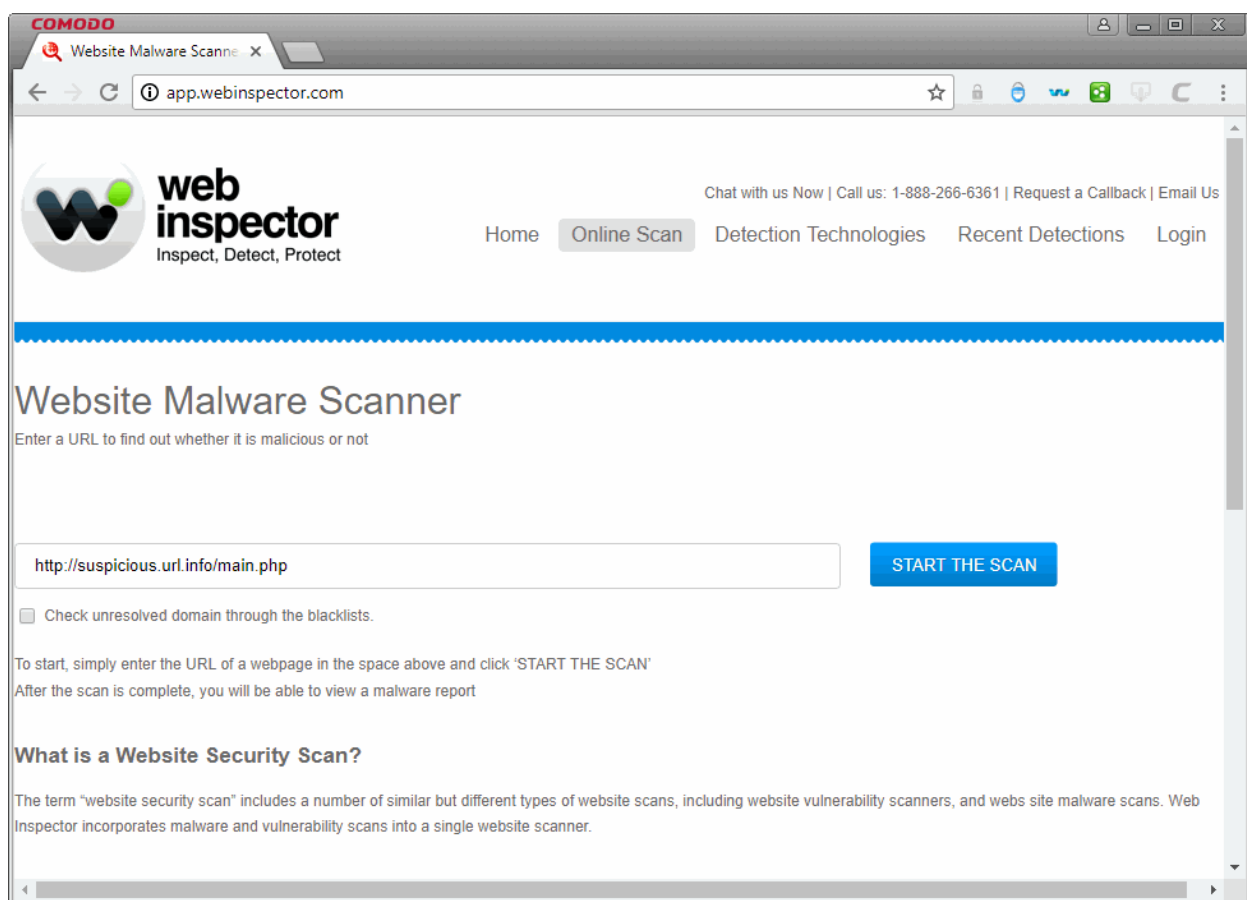 COMODO
Website Malware Scanne
app.webinspector.com
web
inspector
Inspect, Detect, Protect
Chat with us Now | Call us: 1-888-266-6361 | Request a Callback | Email Us
Home Online Scan Detection Technologies Recent Detections Login
Website Malware Scanner
Enter a URL to find out whether it is malicious or not
http://suspicious.url.info/main.php
START THE SCAN
Check unresolved domain through the blacklists.
To start, simply enter the URL of a webpage in the space above and click ‘START THE SCAN’
After the scan is complete, you will be able to view a malware report
What is a Website Security Scan?
The term “website security scan” includes a number of similar but different types of website scans, including website vulnerability scanners, and webs site malware scans. Web
Inspector incorporates malware and vulnerability scans into a single website scanner.